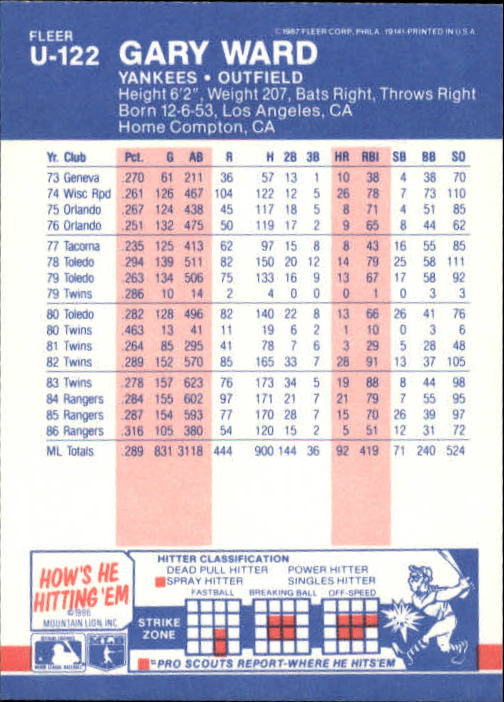 FLEER
U-122
GARY WARD
©1987 FLEER CORP., PHILA. 19141-PRINTED IN U.S.A.
YANKEES • OUTFIELD
Height 6'2", Weight 207, Bats Right, Throws Right
Born 12-6-53, Los Angeles, CA
Home Compton, CA
Yr. Club Pct. G AB R H 2B 3B HR RBI SB BB SO
73 Geneva .270 61 211 36 57 13 1 10 38 4 38 70
74 Wisc Rpd .261 126 467 104 122 12 5 26 78 7 73 110
75 Orlando .267 124 438 45 117 18 5 8 71 4 51 85
76 Orlando .251 132 475 50 119 17 2 9 65 8 44 62
77 Tacoma .235 125 413 62 97 15 8 8 43 16 55 85
78 Toledo .294 139 511 82 150 20 12 14 79 25 58 111
79 Toledo .263 134 506 75 133 16 9 13 67 17 58 92
79 Twins .286 10 14 2 4 0 0 0 1 0 3 3
80 Toledo .282 128 496 82 140 22 8 13 66 26 41 76
80 Twins .463 13 41 11 19 6 2 1 10 0 3 6
81 Twins .264 85 295 41 78 7 6 3 29 5 28 48
82 Twins .289 152 570 85 165 33 7 28 91 13 37 105
83 Twins .278 157 623 76 173 34 5 19 88 8 44 98
84 Rangers .284 155 602 97 171 21 7 21 79 7 55 95
85 Rangers .287 154 593 77 170 28 7 15 70 26 39 97
86 Rangers .316 105 380 54 120 15 2 5 51 12 31 72
ML Totals .289 831 3118 444 900 144 36 92 419 71 240 524
HOW'S HE
HITTING 'EM
©1986
MOUNTAIN LION, INC.
HITTER CLASSIFICATION
DEAD PULL HITTER POWER HITTER
SPRAY HITTER SINGLES HITTER
FASTBALL BREAKING BALL OFF-SPEED
STRIKE
ZONE
=PRO SCOUTS REPORT-WHERE HE HITS'EM